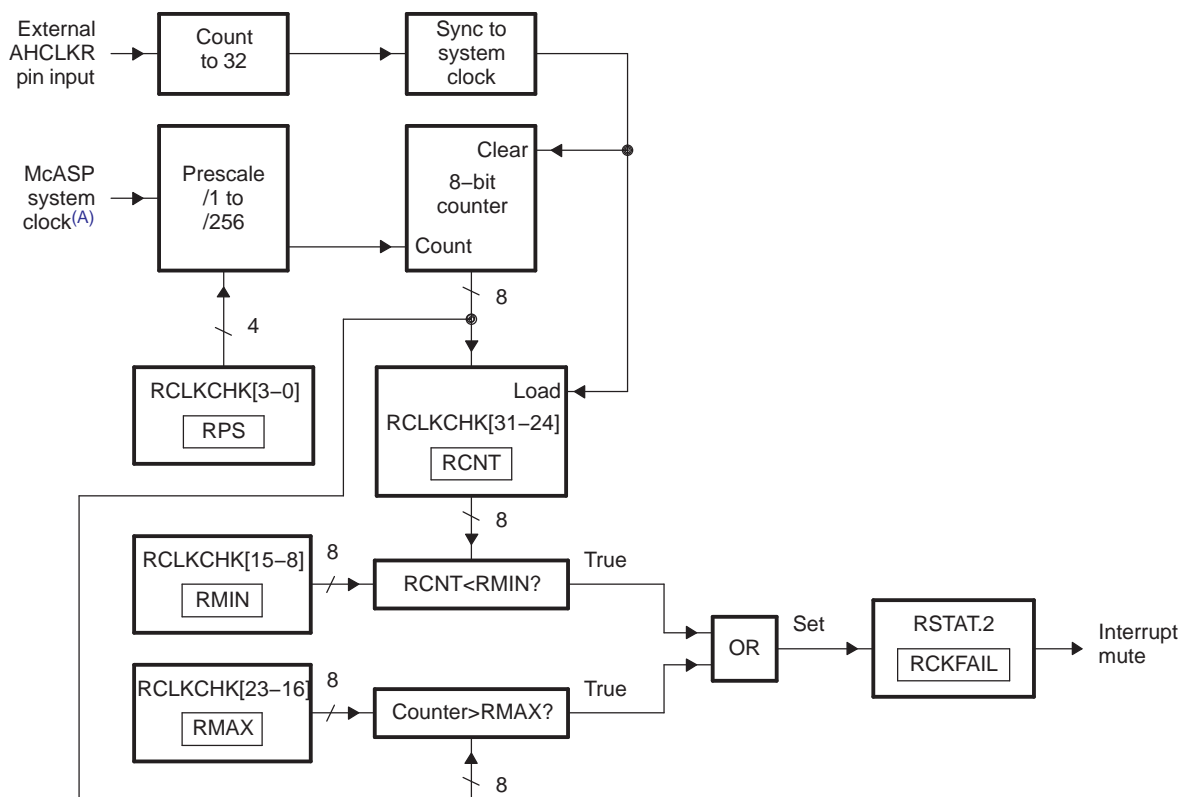 External
AHCLKR
pin input
Count
to 32
Sync to
system
clock
McASP
system
clock(A)
Prescale
/1 to
/256
Clear
8−bit
counter
Count
8
4
RCLKCHK[3−0]
RPS
Load
RCLKCHK[31−24]
RCNT
8
RCLKCHK[15−8]
RMIN
8
RCNT<RMIN?
True
OR
Set
RSTAT.2
RCKFAIL
Interrupt
mute
RCLKCHK[23−16]
RMAX
8
Counter>RMAX?
True
8